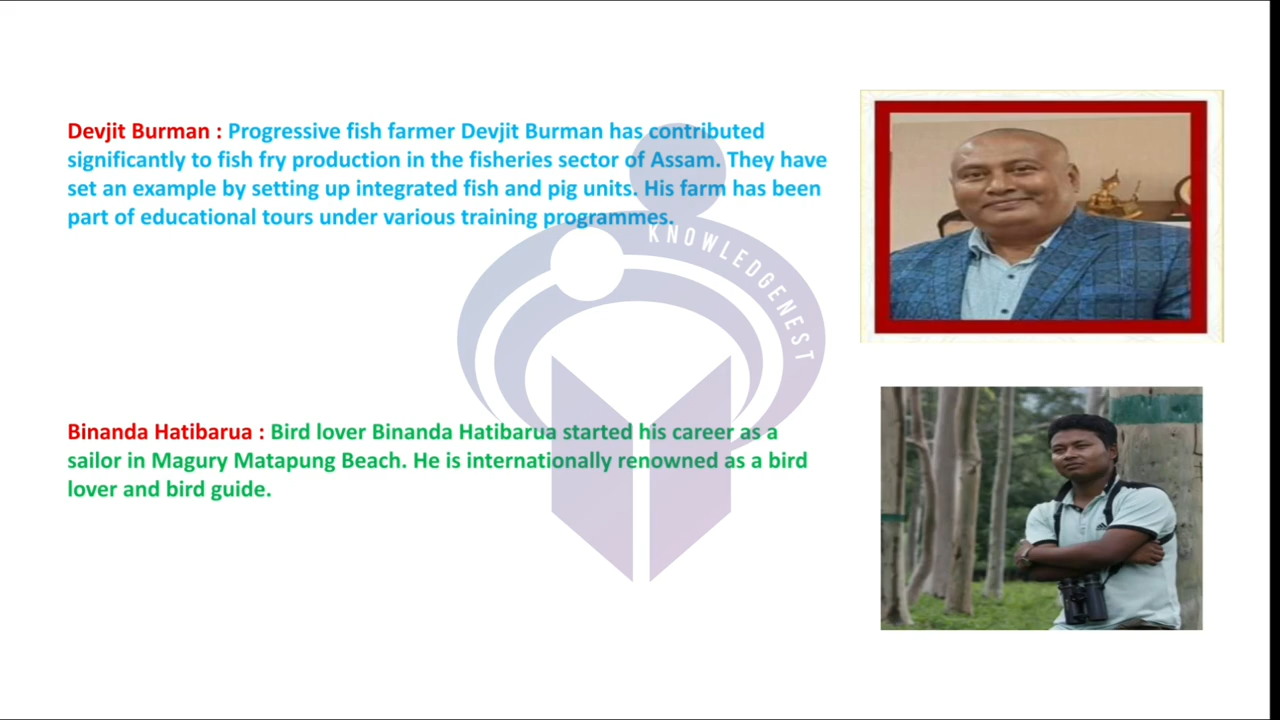 Devjit Burman : Progressive fish farmer Devjit Burman has contributed
significantly to fish fry production in the fisheries sector of Assam. They have
set an example by setting up integrated fish and pig units. His farm has been
part of educational tours under various training programmes.
KNOWLEDGENEST
Binanda Hatibarua : Bird lover Binanda Hatibarua started his career as a
sailor in Magury Matapung Beach. He is internationally renowned as a bird
lover and bird guide.